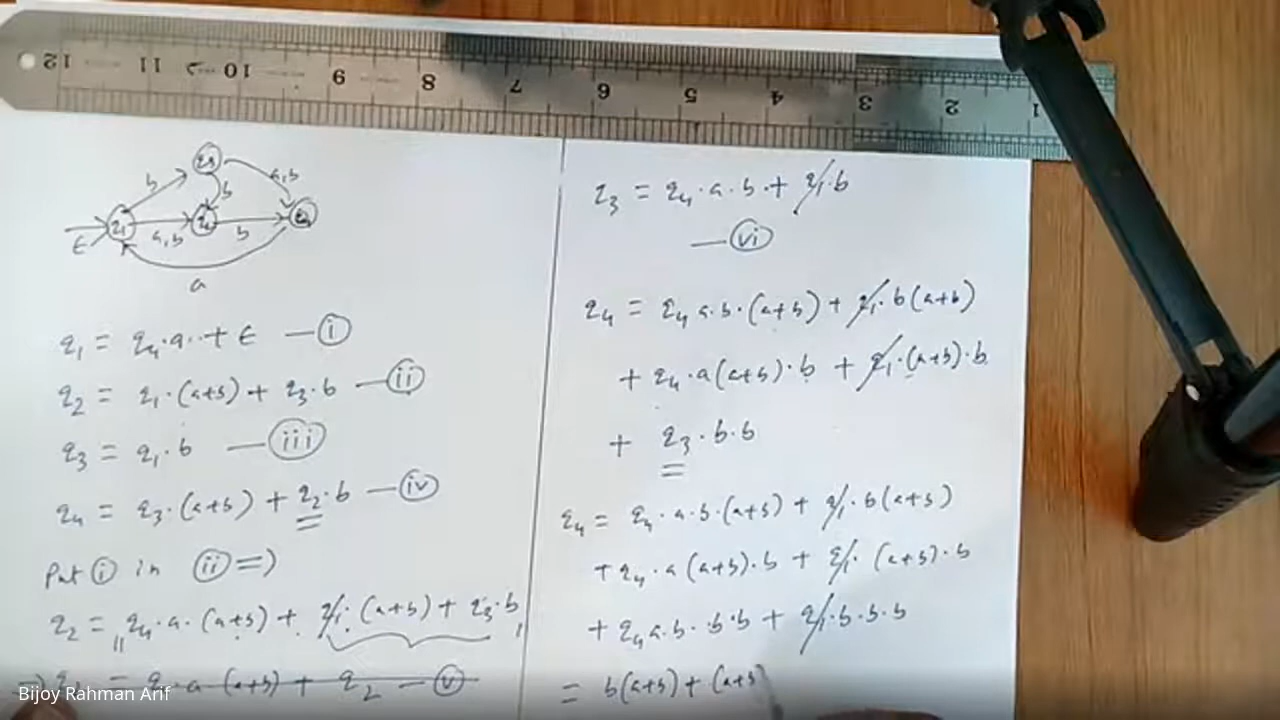 12 11 10 9 8 7 6 5 4 3 2 1
q3
b b a,b
q1 q2 q4
ε a,b b
a
q1 = q4·a·+ ε — (i)
q2 = q1·(a+b) + q3·b — (ii)
q3 = q1·b — (iii)
q4 = q3·(a+b) + q2·b — (iv)
Put (i) in (ii) =)
q2 = q4·a·(a+b) + q1·(a+b) + q3·b
— (v)
q3 = q4·a·b·+ q1·b
— (vi)
q4 = q4 a·b·(a+b) + q1·b(a+b)
+ q4·a(a+b)·b + q1·(a+b)·b
+ q3·b·b
q4 = q4·a·b·(a+b) + q1·b(a+b)
+ q4·a(a+b)·b + q1·(a+b)·b
+ q4 a·b·b·b + q1·b·b·b
= b(a+b) + (a+b)
Bijoy Rahman Arif